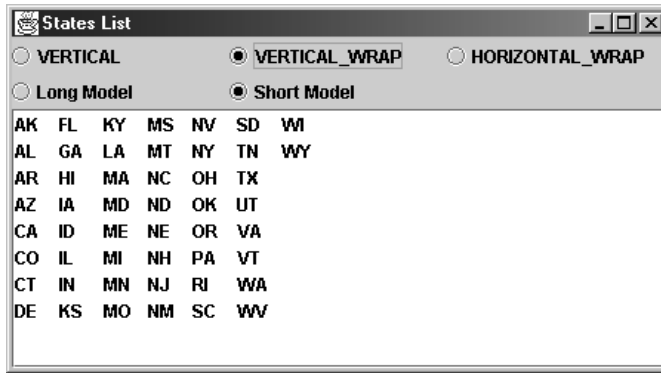 States List
VERTICAL VERTICAL_WRAP HORIZONTAL_WRAP
Long Model Short Model
AK FL KY MS NV SD WI
AL GA LA MT NY TN WY
AR HI MA NC OH TX
AZ IA MD ND OK UT
CA ID ME NE OR VA
CO IL MI NH PA VT
CT IN MN NJ RI WA
DE KS MO NM SC WV